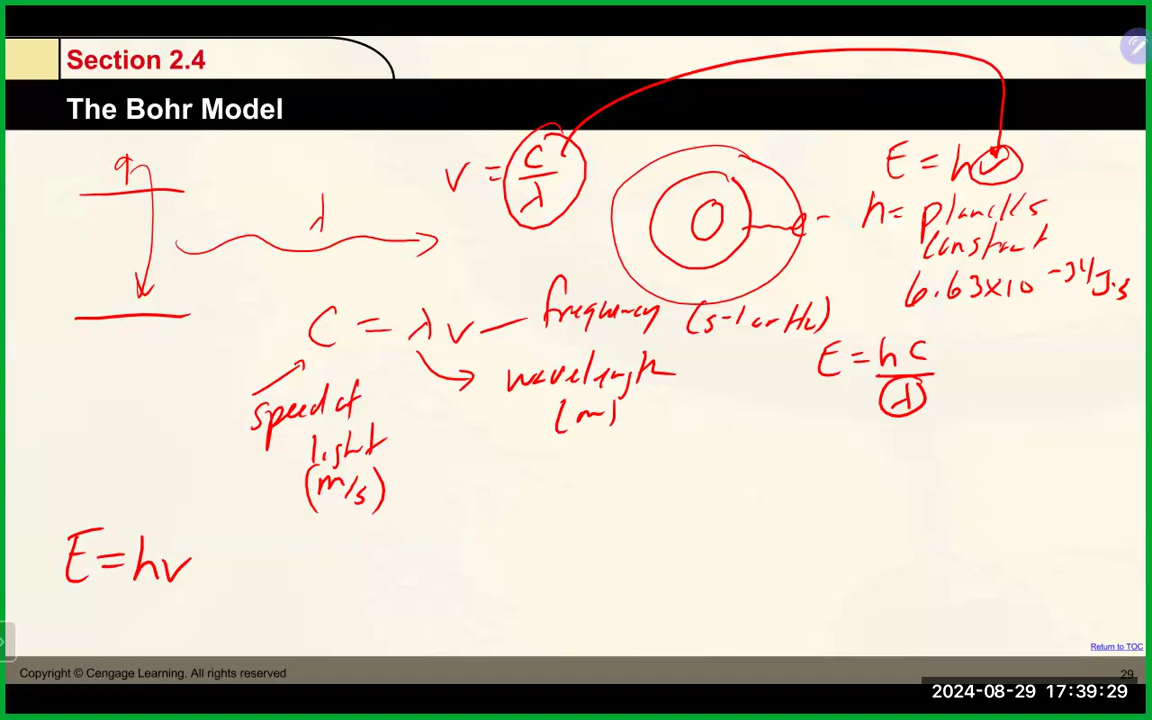 Section 2.4
The Bohr Model
ν = c/λ
E = hν
h = planck's
constant
6.63x10^-34 J·s
λ
e-
C = λν — frequency (s-1 or Hz)
speed of
light
(m/s)
wavelength
(m)
E = hc/λ
E = hν
Return to TOC
Copyright © Cengage Learning. All rights reserved
29
2024-08-29 17:39:29